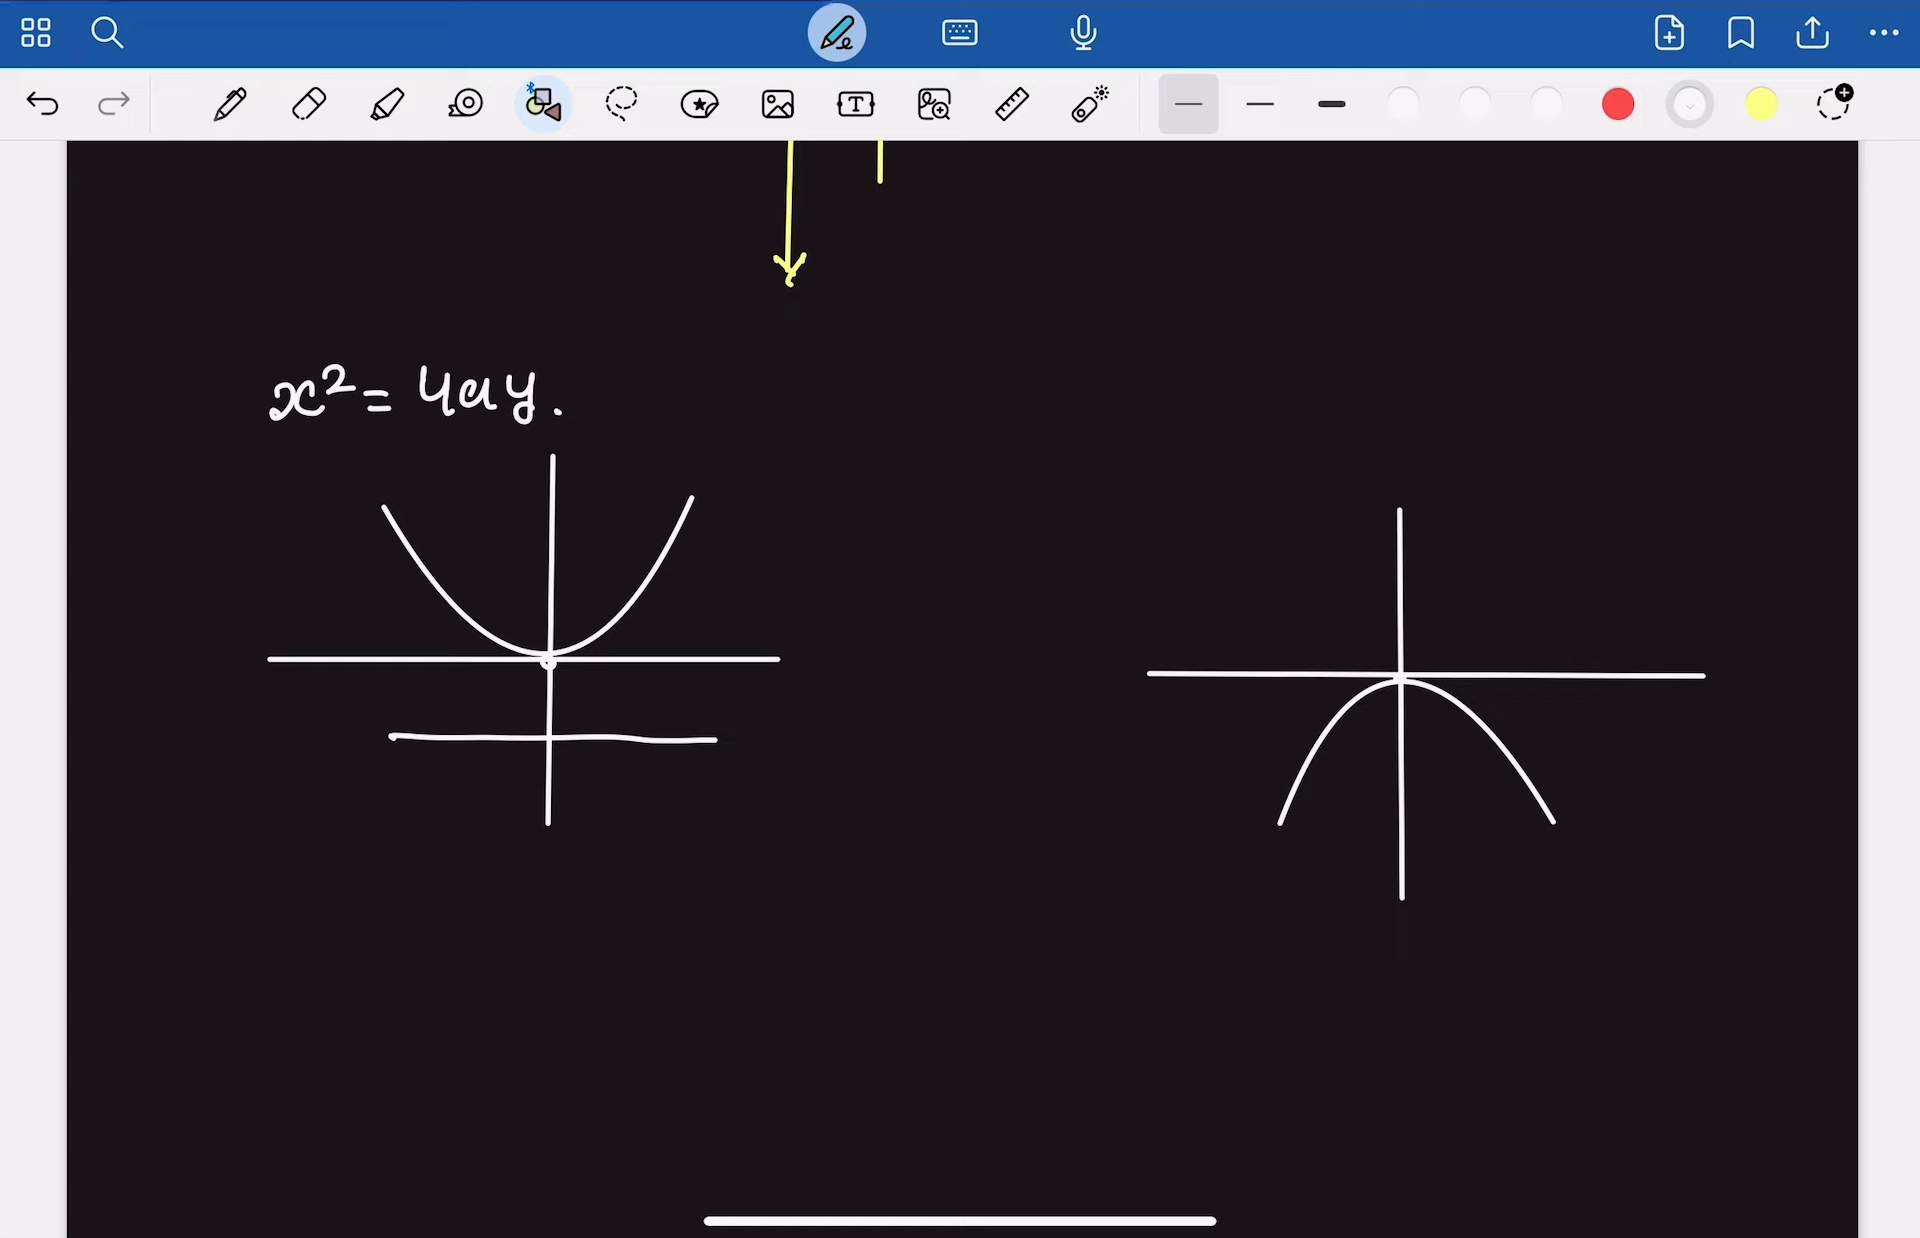 x² = 4ay.